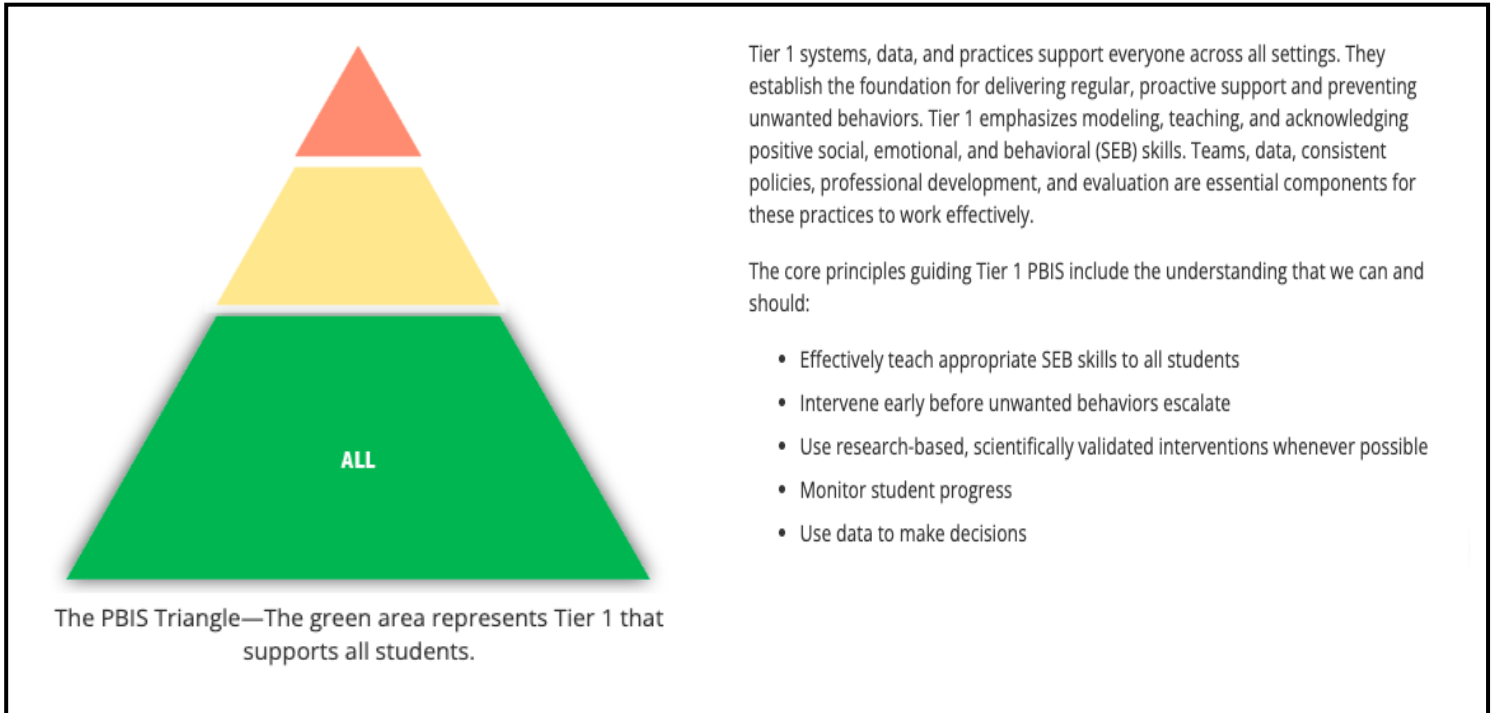 ALL
The PBIS Triangle—The green area represents Tier 1 that
supports all students.
Tier 1 systems, data, and practices support everyone across all settings. They
establish the foundation for delivering regular, proactive support and preventing
unwanted behaviors. Tier 1 emphasizes modeling, teaching, and acknowledging
positive social, emotional, and behavioral (SEB) skills. Teams, data, consistent
policies, professional development, and evaluation are essential components for
these practices to work effectively.
The core principles guiding Tier 1 PBIS include the understanding that we can and
should:
• Effectively teach appropriate SEB skills to all students
• Intervene early before unwanted behaviors escalate
• Use research-based, scientifically validated interventions whenever possible
• Monitor student progress
• Use data to make decisions